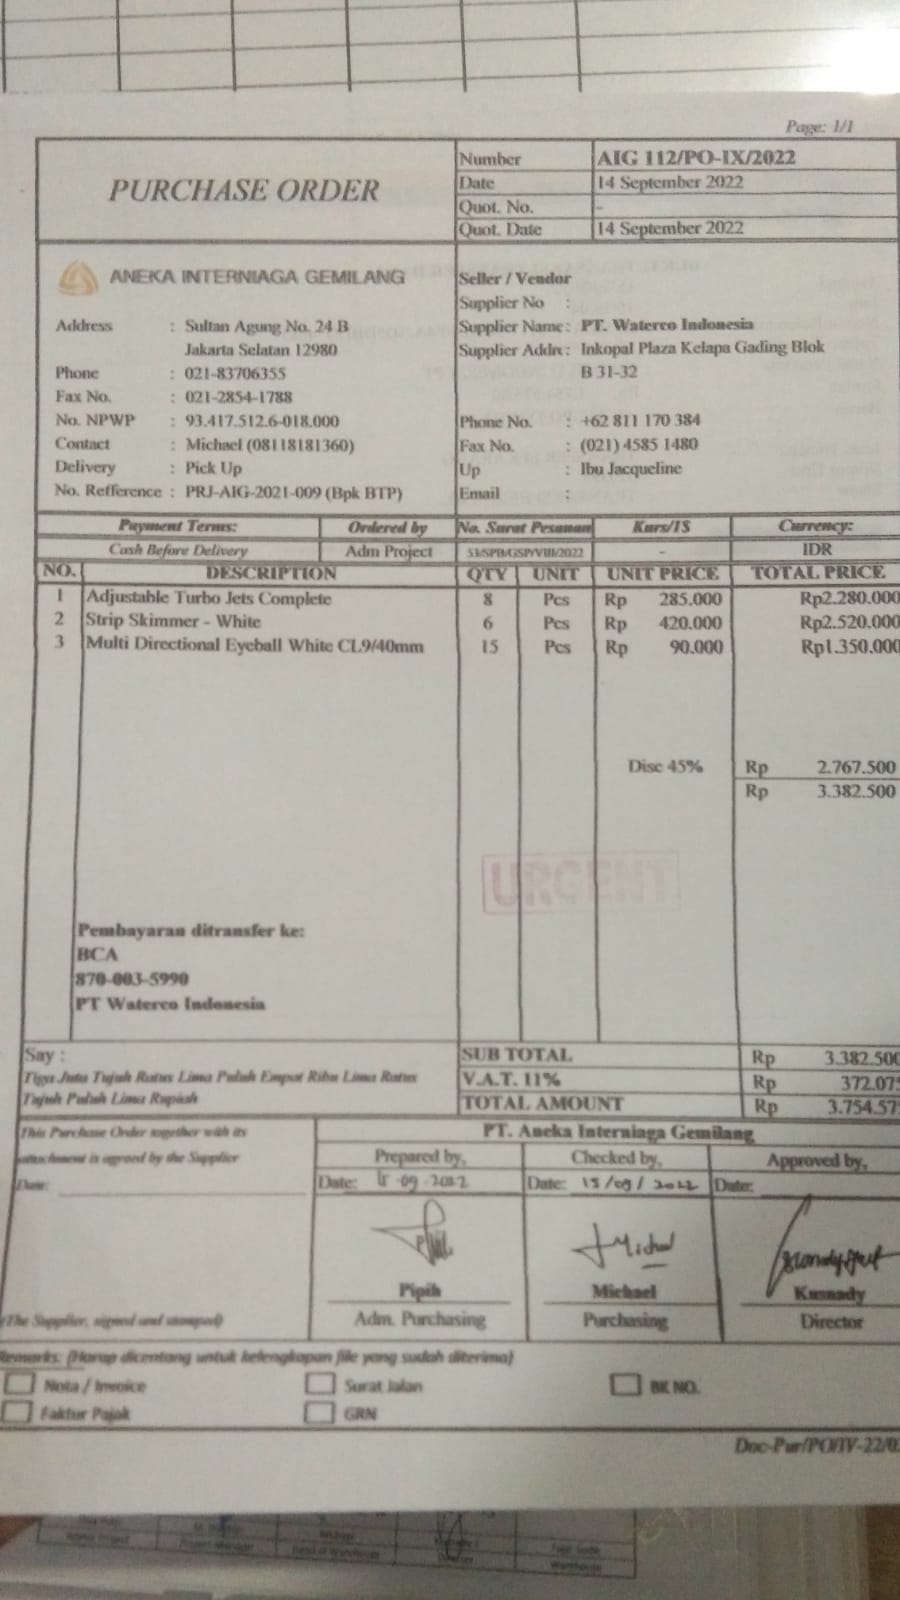 Page: 1/1
PURCHASE ORDER
Number AIG 112/PO-IX/2022
Date 14 September 2022
Quot. No. -
Quot. Date 14 September 2022
ANEKA INTERNIAGA GEMILANG
Address : Sultan Agung No. 24 B
Jakarta Selatan 12980
Phone : 021-83706355
Fax No. : 021-2854-1788
No. NPWP : 93.417.512.6-018.000
Contact : Michael (08118181360)
Delivery : Pick Up
No. Refference : PRJ-AIG-2021-009 (Bpk BTP)
Seller / Vendor
Supplier No :
Supplier Name : PT. Waterco Indonesia
Supplier Addre : Inkopal Plaza Kelapa Gading Blok
B 31-32
Phone No. : +62 811 170 384
Fax No. : (021) 4585 1480
Up : Ibu Jacqueline
Email :
Payment Terms: Ordered by No. Surat Pesanan Kurs/1$ Currency:
Cash Before Delivery Adm Project 53/SPB/GSP/VIII/2022 - IDR
NO. DESCRIPTION QTY UNIT UNIT PRICE TOTAL PRICE
1 Adjustable Turbo Jets Complete 8 Pcs Rp 285.000 Rp2.280.000
2 Strip Skimmer - White 6 Pcs Rp 420.000 Rp2.520.000
3 Multi Directional Eyeball White CL9/40mm 15 Pcs Rp 90.000 Rp1.350.000
Disc 45% Rp 2.767.500
Rp 3.382.500
URGENT
Pembayaran ditransfer ke:
BCA
870-003-5990
PT Waterco Indonesia
Say :
Tiga Juta Tujuh Ratus Lima Puluh Empat Ribu Lima Ratus
Tujuh Puluh Lima Rupiah
SUB TOTAL Rp 3.382.500
V.A.T. 11% Rp 372.075
TOTAL AMOUNT Rp 3.754.575
This Purchase Order together with its
attachment is agreed by the Supplier
Date:
(The Supplier, signed and stamped)
PT. Aneka Interniaga Gemilang
Prepared by, Checked by, Approved by,
Date: 15-09-2022 Date: 15/09/2022 Date:
Michael
Pipih Michael Kusnady
Adm. Purchasing Purchasing Director
Remarks: (Harap dicentang untuk kelengkapan file yang sudah diterima)
Nota / Invoice Surat Jalan BK NO.
Faktur Pajak GRN
Doc-Pur/PO/IV-22/0